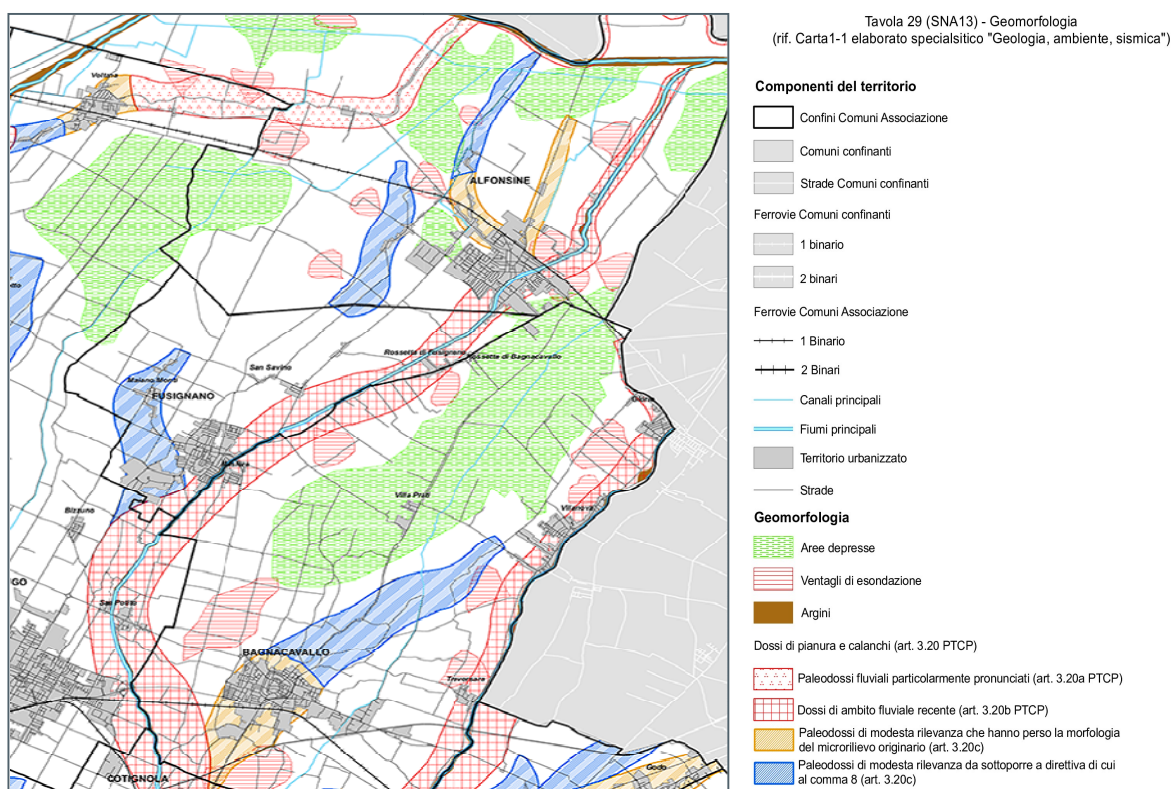 Tavola 29 (SNA13) - Geomorfologia
(rif. Carta1-1 elaborato specialsitico "Geologia, ambiente, sismica")
Componenti del territorio
Confini Comuni Associazione
Comuni confinanti
Strade Comuni confinanti
Ferrovie Comuni confinanti
1 binario
2 binari
Ferrovie Comuni Associazione
1 Binario
2 Binari
Canali principali
Fiumi principali
Territorio urbanizzato
Strade
Geomorfologia
Aree depresse
Ventagli di esondazione
Argini
Dossi di pianura e calanchi (art. 3.20 PTCP)
Paleodossi fluviali particolarmente pronunciati (art. 3.20a PTCP)
Dossi di ambito fluviale recente (art. 3.20b PTCP)
Paleodossi di modesta rilevanza che hanno perso la morfologia
del microrilievo originario (art. 3.20c)
Paleodossi di modesta rilevanza da sottoporre a direttiva di cui
al comma 8 (art. 3.20c)
Voltana
ALFONSINE
Rossetta di Fusignano
Rossetta di Bagnacavallo
San Savino
Maiano Monti
FUSIGNANO
Glorie
Villa Prati
Villanova
Bizzuno
GO
San Potito
BAGNACAVALLO
Traversara
COTIGNOLA
Godo